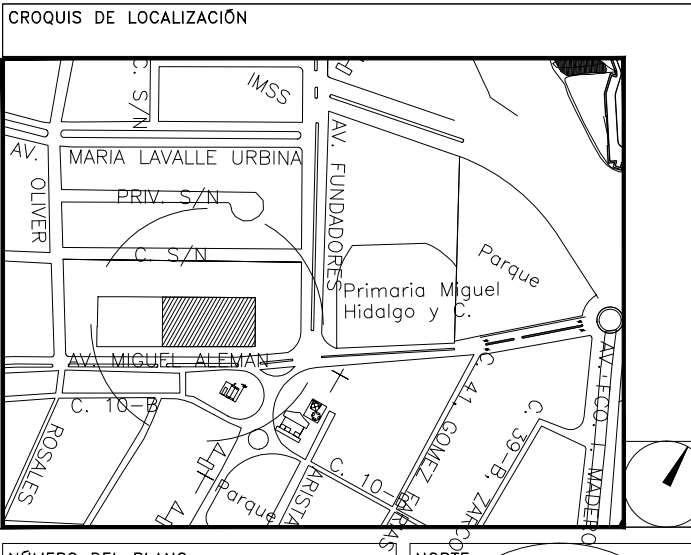 CROQUIS DE LOCALIZACIÓN
C. S/N
IMSS
AV. OLIVER
MARIA LAVALLE URBINA
AV. FUNDADORES
PRIV. S/N
C. S/N
Parque
Primaria Miguel
Hidalgo y C.
AV. MIGUEL ALEMAN
C. 10-B
ROSALES
Parque
ARISTA
C. 10-B
C. 41, GOMEZ FARIAS
C. 39-B, ZARCO
AV. FCO. I. MADERO
NÚMERO DEL PLANO
NORTE